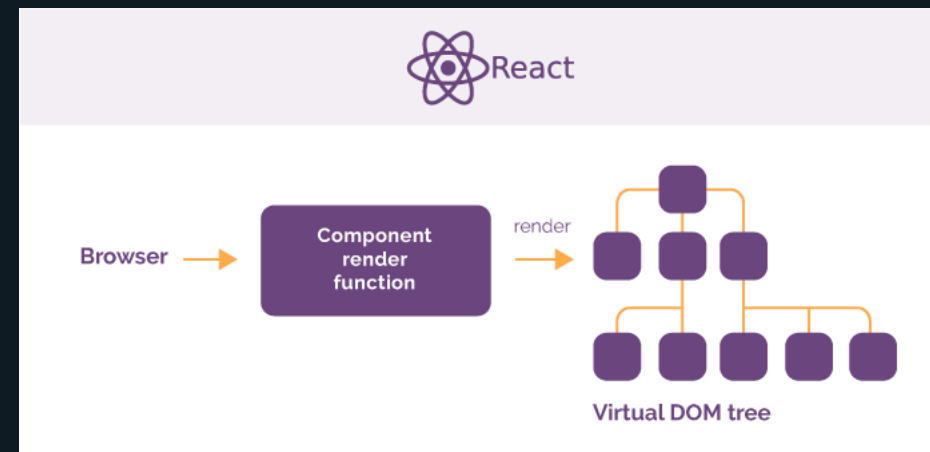 React
Browser
Component
render
function
render
Virtual DOM tree